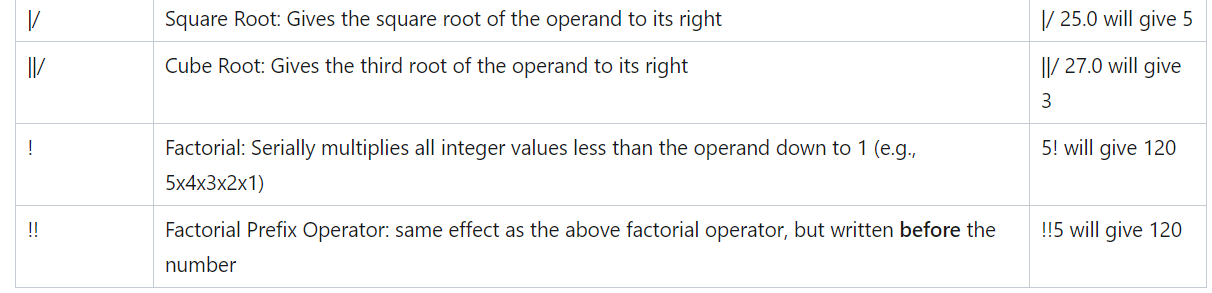 |/ Square Root: Gives the square root of the operand to its right |/ 25.0 will give 5
||/ Cube Root: Gives the third root of the operand to its right ||/ 27.0 will give
3
! Factorial: Serially multiplies all integer values less than the operand down to 1 (e.g., 5! will give 120
5x4x3x2x1)
!! Factorial Prefix Operator: same effect as the above factorial operator, but written before the !!5 will give 120
number